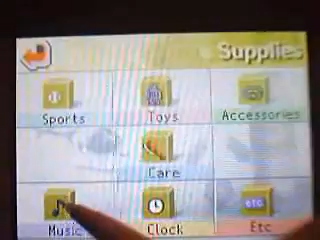 Supplies
Sports
Toys
Accessories
Care
etc
Music
Clock
Etc